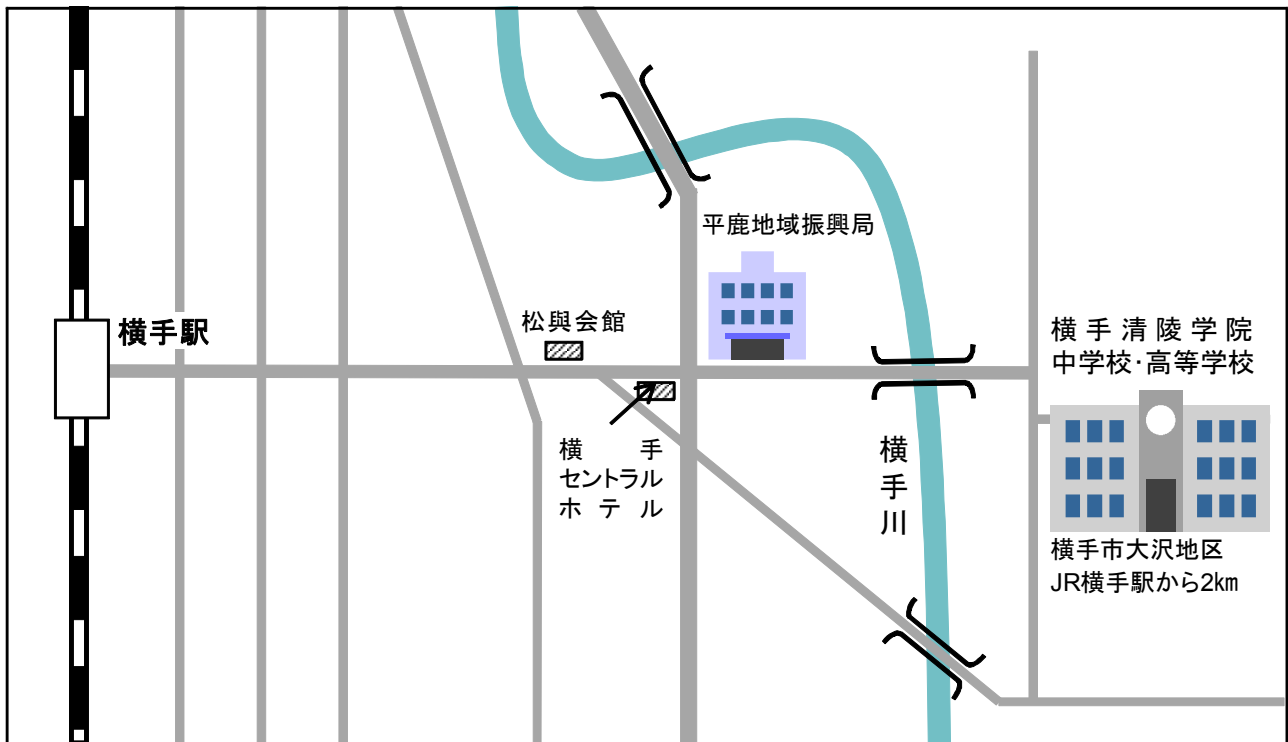 平鹿地域振興局
横手駅
松與会館
横手清陵学院
中学校・高等学校
横手
セントラル
ホテル
横手川
横手市大沢地区
JR横手駅から2km